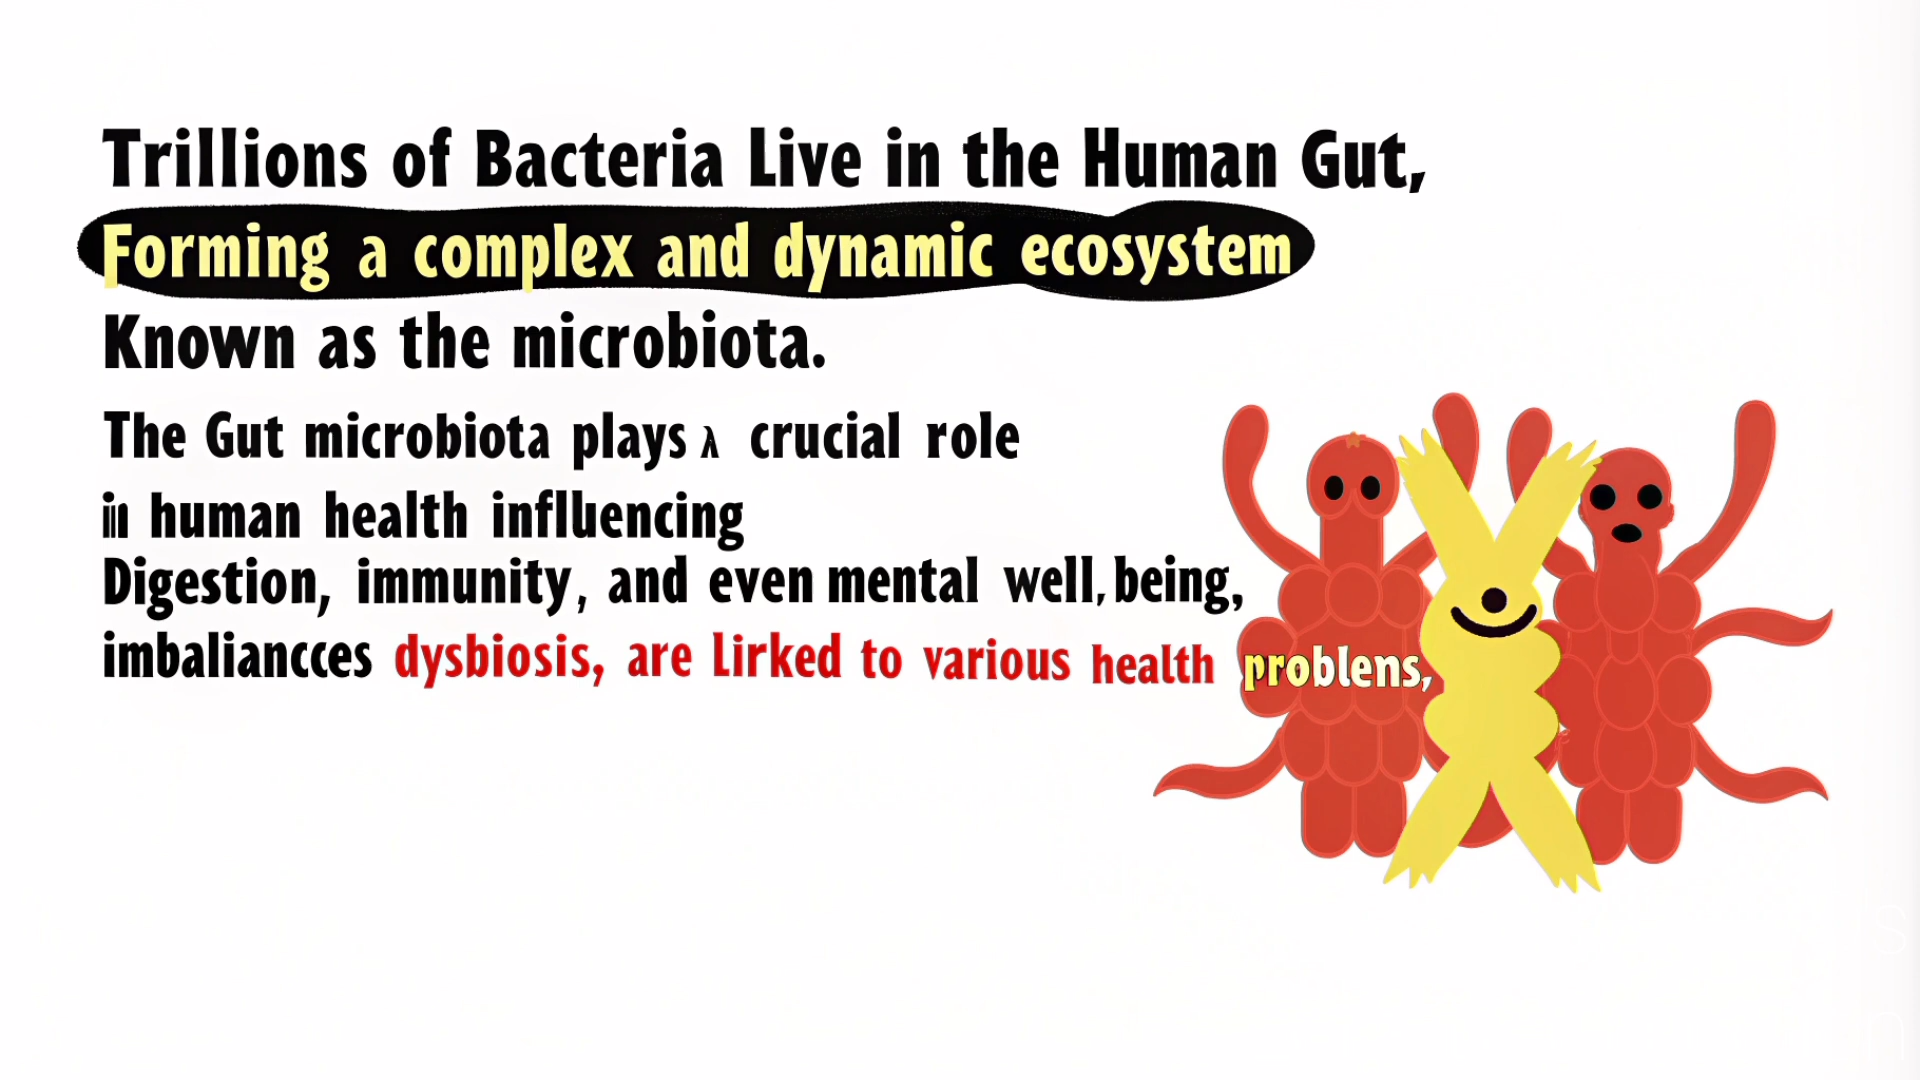 Trillions of Bacteria Live in the Human Gut,
Forming a complex and dynamic ecosystem
Known as the microbiota.
The Gut microbiota plays λ crucial role
in human health influencing
Digestion, immunity, and even mental well,being,
imbaliancces dysbiosis, are Lirked to various health problens,